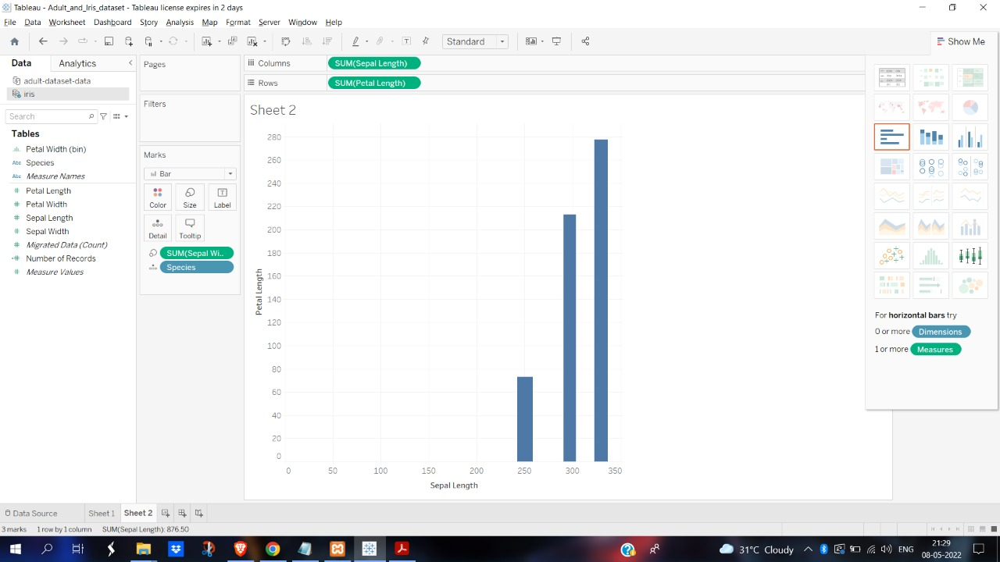 Tableau - Adult_and_Iris_dataset - Tableau license expires in 2 days
File Data Worksheet Dashboard Story Analysis Map Format Server Window Help
Standard
Show Me
Data Analytics
Pages
Columns SUM(Sepal Length)
Rows SUM(Petal Length)
adult-dataset-data
iris
Search
Tables
Petal Width (bin)
Abc Species
Abc Measure Names
Petal Length
Petal Width
Sepal Length
Sepal Width
Migrated Data (Count)
Number of Records
Measure Values
Filters
Marks
Bar
Color Size Label
Detail Tooltip
SUM(Sepal Wi..
Species
Sheet 2
280
260
240
220
200
180
160
140
120
100
80
60
40
20
0
Petal Length
0 50 100 150 200 250 300 350
Sepal Length
For horizontal bars try
0 or more Dimensions
1 or more Measures
Data Source Sheet 1 Sheet 2
3 marks 1 row by 1 column SUM(Sepal Length): 876.50
31°C Cloudy ENG 21:29
08-05-2022